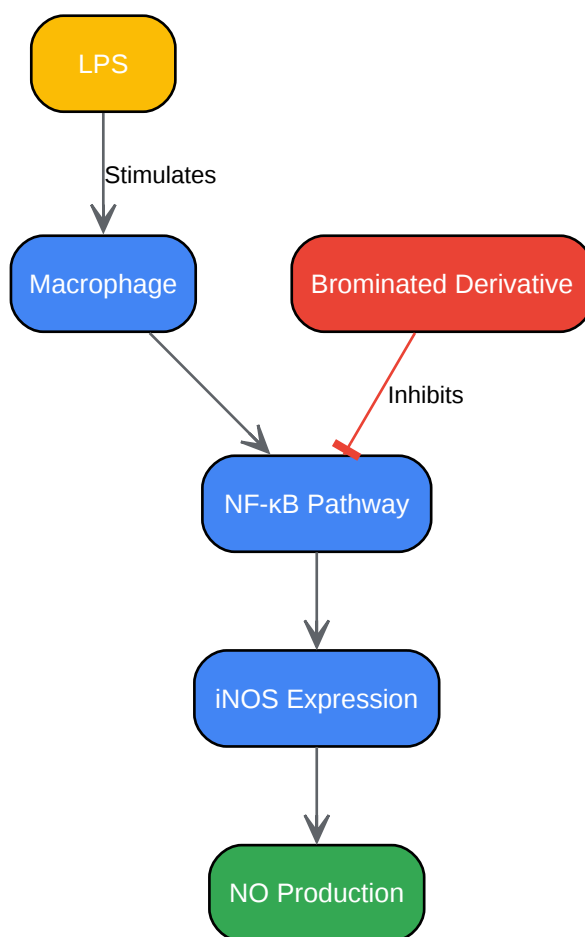 LPS
Stimulates
Macrophage
Brominated Derivative
Inhibits
NF-κB Pathway
iNOS Expression
NO Production